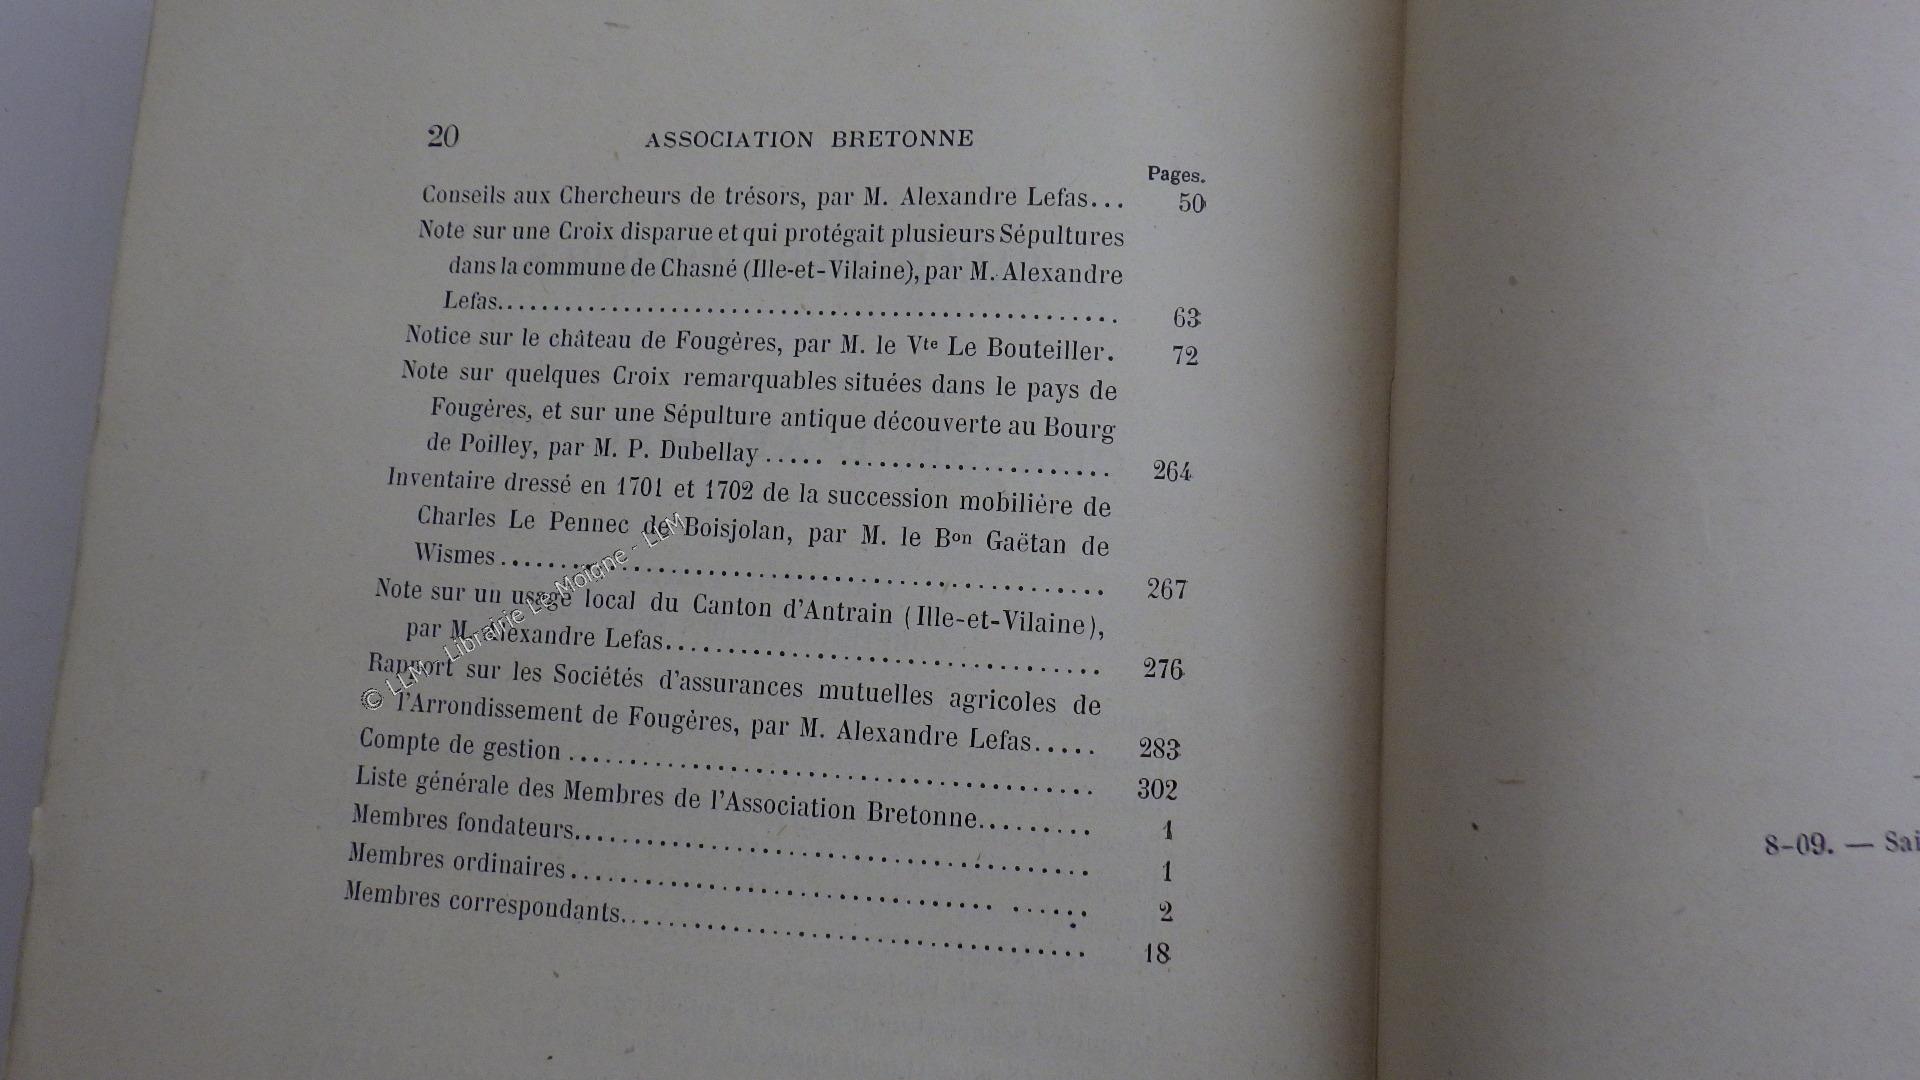 20 ASSOCIATION BRETONNE
Pages.
Conseils aux Chercheurs de trésors, par M. Alexandre Lefas... 50
Note sur une Croix disparue et qui protégait plusieurs Sépultures
dans la commune de Chasné (Ille-et-Vilaine), par M. Alexandre
Lefas.................................................. 63
Notice sur le château de Fougères, par M. le Vte Le Bouteiller. 72
Note sur quelques Croix remarquables situées dans le pays de
Fougères, et sur une Sépulture antique découverte au Bourg
de Poilley, par M. P. Dubellay ..... ...................... 264
Inventaire dressé en 1701 et 1702 de la succession mobilière de
Charles Le Pennec de Boisjolan, par M. le Bon Gaëtan de
Wismes ................................................ 267
Note sur un usage local du Canton d'Antrain (Ille-et-Vilaine),
par M. Alexandre Lefas.................................. 276
Rapport sur les Sociétés d'assurances mutuelles agricoles de
l'Arrondissement de Fougères, par M. Alexandre Lefas..... 283
Compte de gestion .......................................... 302
Liste générale des Membres de l'Association Bretonne......... 1
Membres fondateurs......................................... 1
Membres ordinaires .................................. ...... 2
Membres correspondants..................................... 18
© LLM - Librairie Le Moigne - LLM
8-09. — Sai